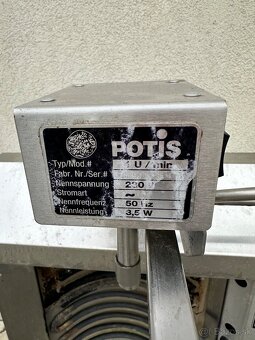 POTIS
Typ/Mod.# U/min
Fabr. Nr./Ser.#
Nennspannung 230
Stromart
Nennfrequenz 50 Hz
Nennleistung 3,5 W